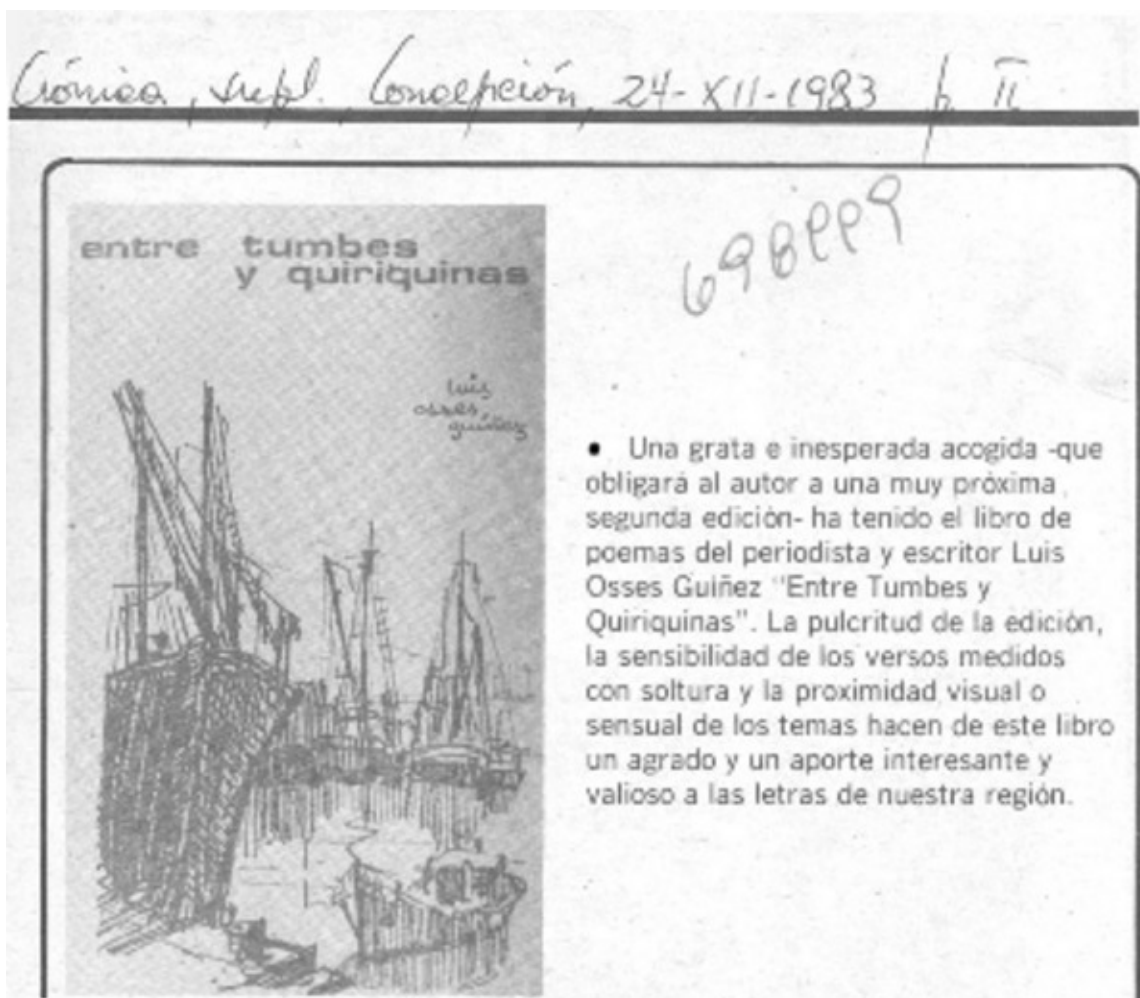 Crónica, supl. Concepción, 24-XII-1983 p. II
entre tumbes
y quiriquinas
luis
osses
guiñez
• Una grata e inesperada acogida -que
obligará al autor a una muy próxima
segunda edición- ha tenido el libro de
poemas del periodista y escritor Luis
Osses Guiñez "Entre Tumbes y
Quiriquinas". La pulcritud de la edición,
la sensibilidad de los versos medidos
con soltura y la proximidad visual o
sensual de los temas hacen de este libro
un agrado y un aporte interesante y
valioso a las letras de nuestra región.